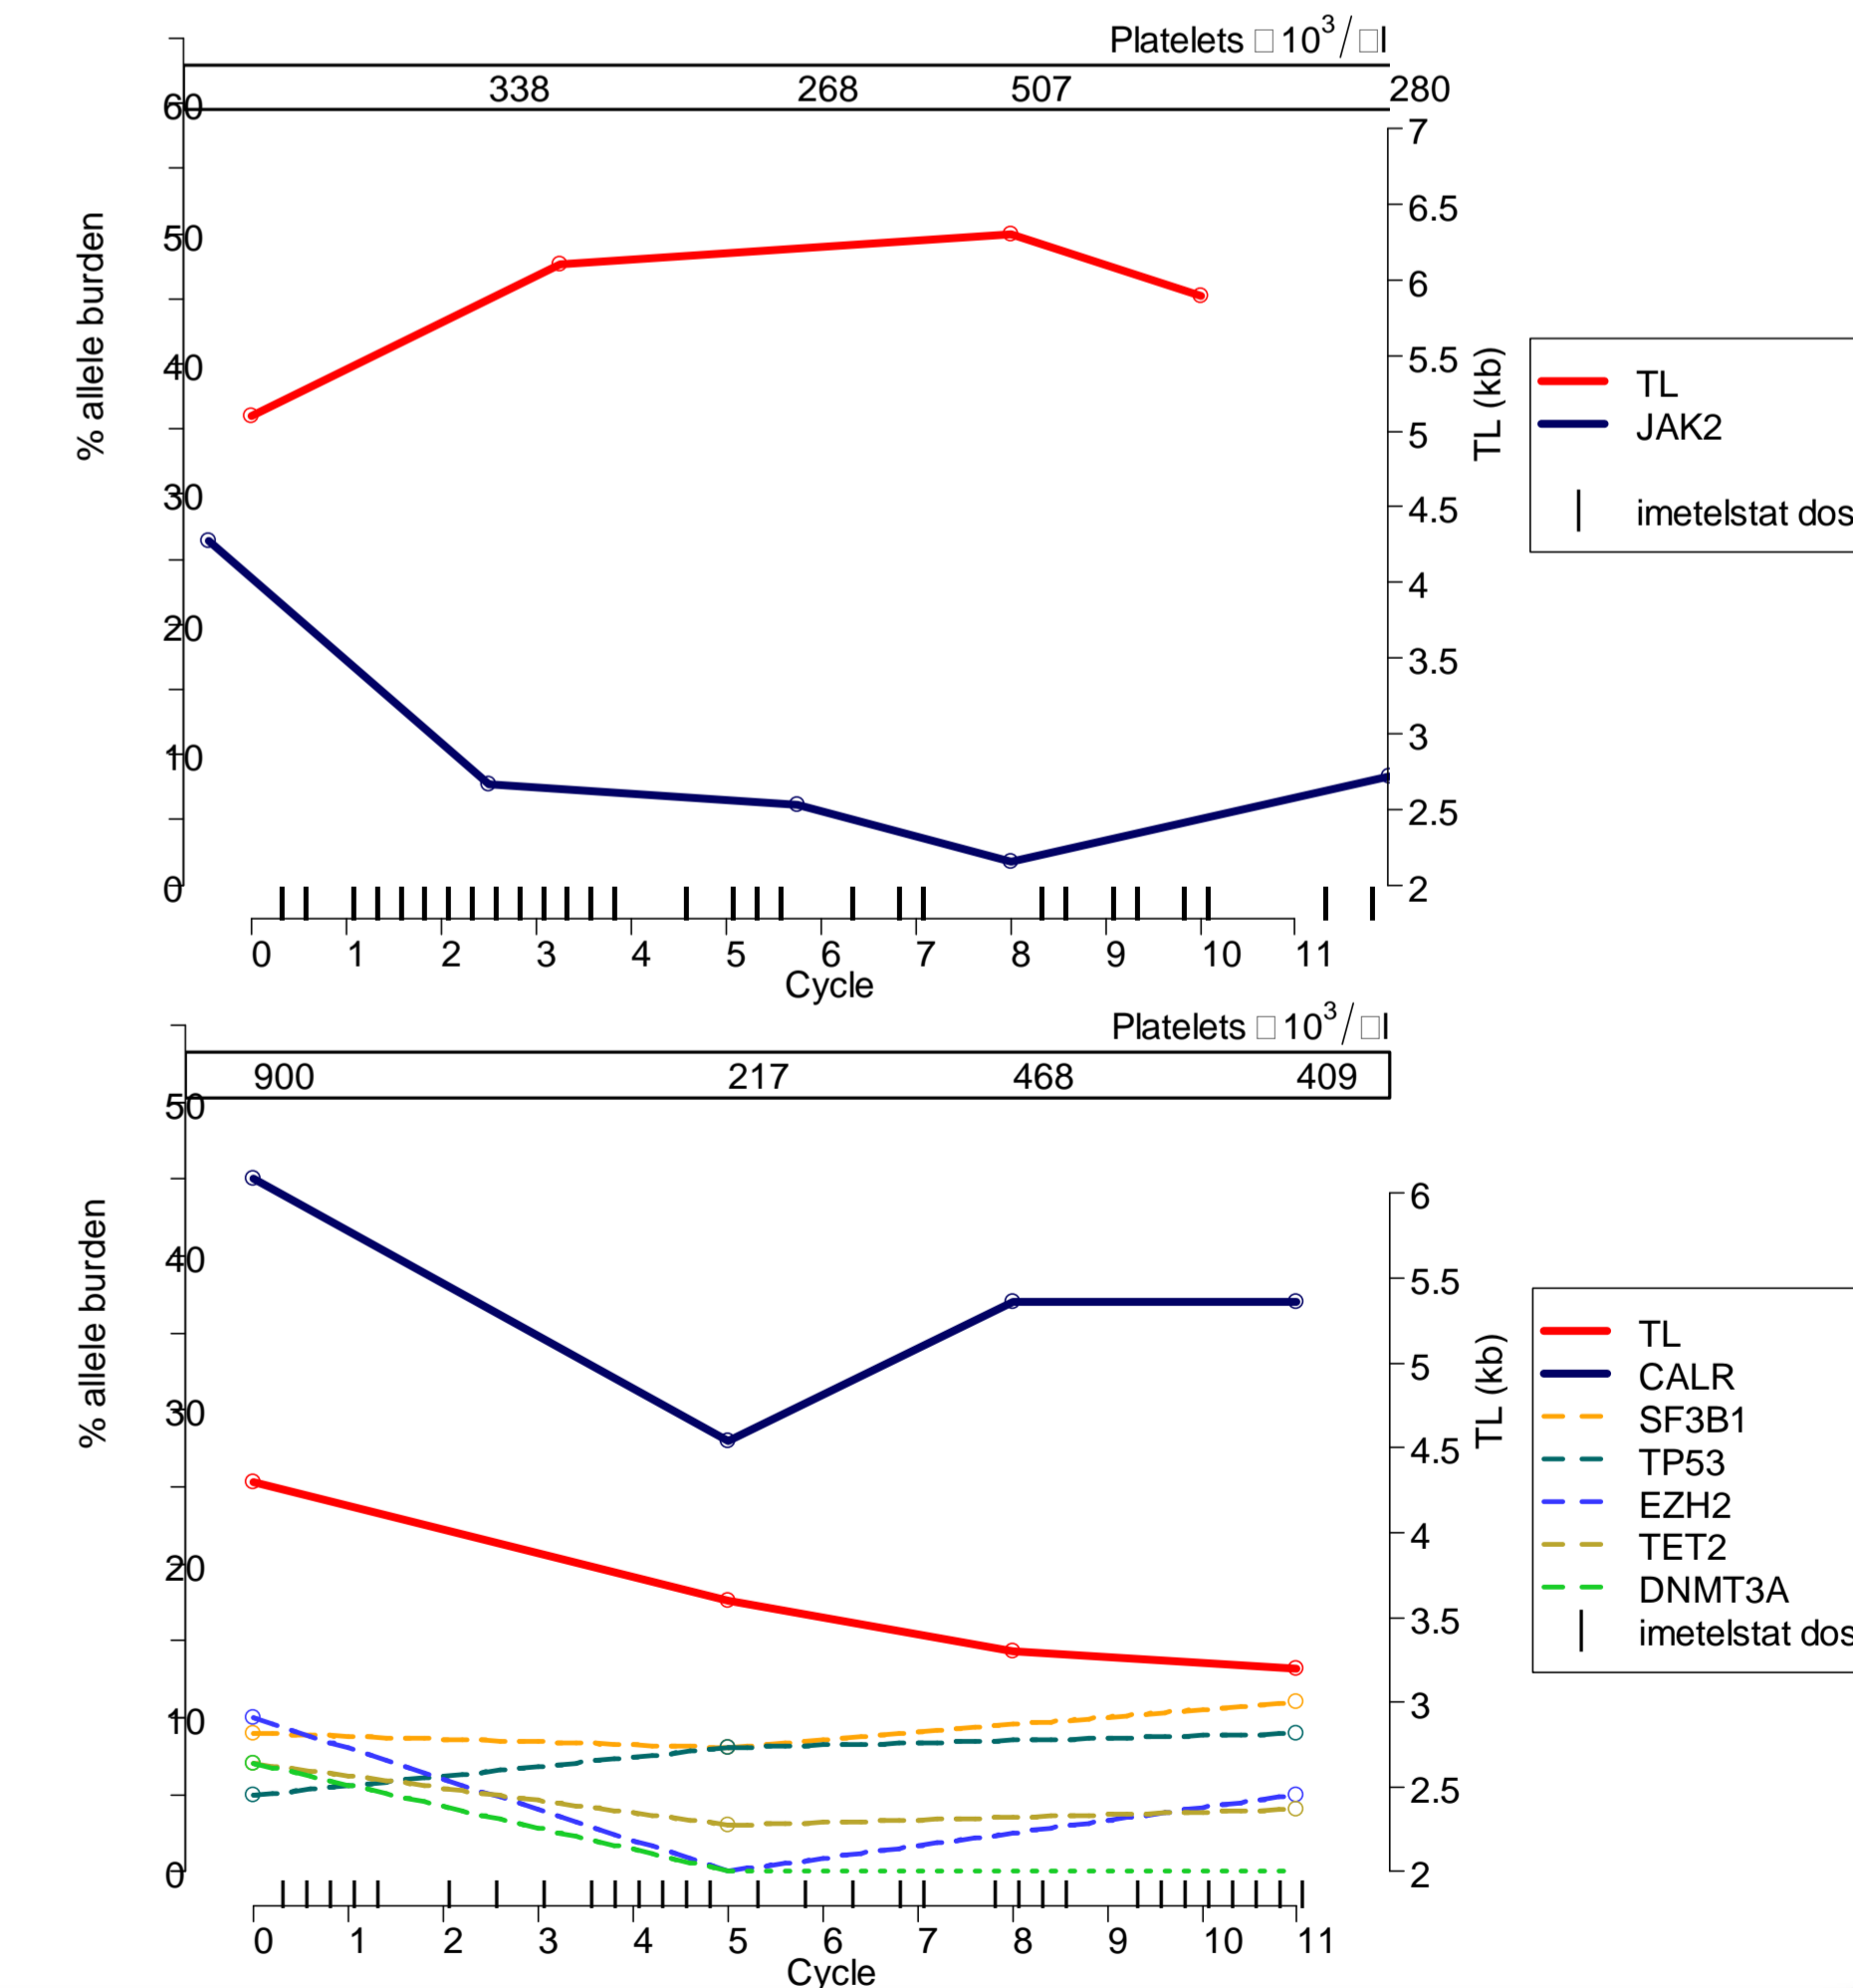 Platelets □ 10³/□l
338 268 507 280
60
50
40
30
20
10
0
% allele burden
7
6.5
6
5.5
5
4.5
4
3.5
3
2.5
2
TL (kb)
TL
JAK2
imetelstat dos
0 1 2 3 4 5 6 7 8 9 10 11
Cycle
Platelets □ 10³/□l
900 217 468 409
50
40
30
20
10
0
% allele burden
6
5.5
5
4.5
4
3.5
3
2.5
2
TL (kb)
TL
CALR
SF3B1
TP53
EZH2
TET2
DNMT3A
imetelstat dos
0 1 2 3 4 5 6 7 8 9 10 11
Cycle